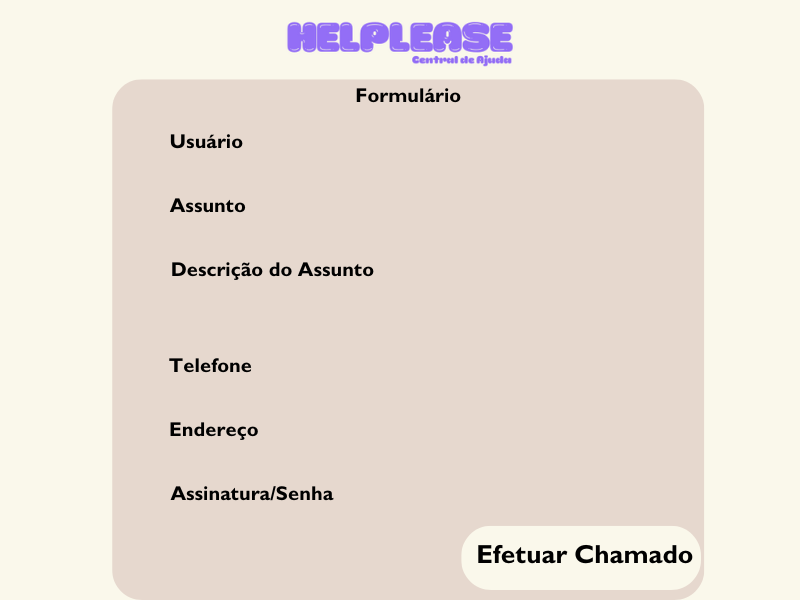 HELPLEASE
Central de Ajuda
Formulário
Usuário
Assunto
Descrição do Assunto
Telefone
Endereço
Assinatura/Senha
Efetuar Chamado